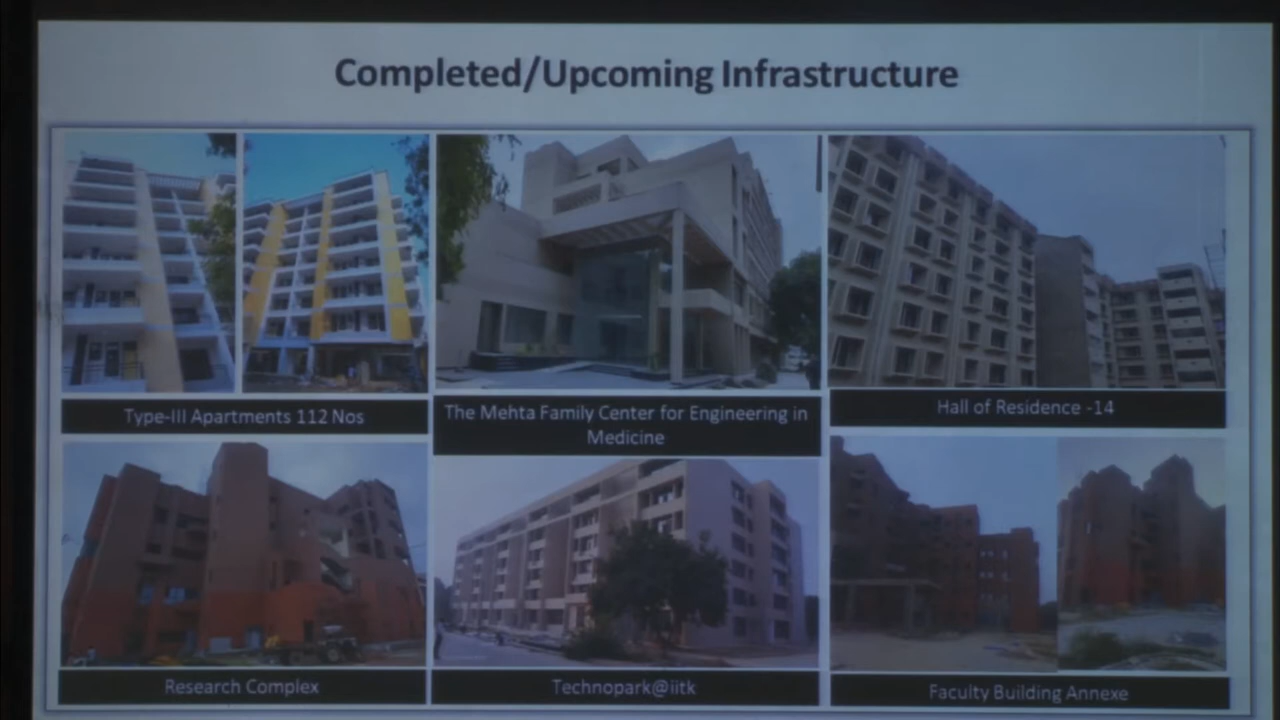 Completed/Upcoming Infrastructure
Type-III Apartments 112 Nos
The Mehta Family Center for Engineering in
Medicine
Hall of Residence -14
Research Complex
Technopark@iitk
Faculty Building Annexe